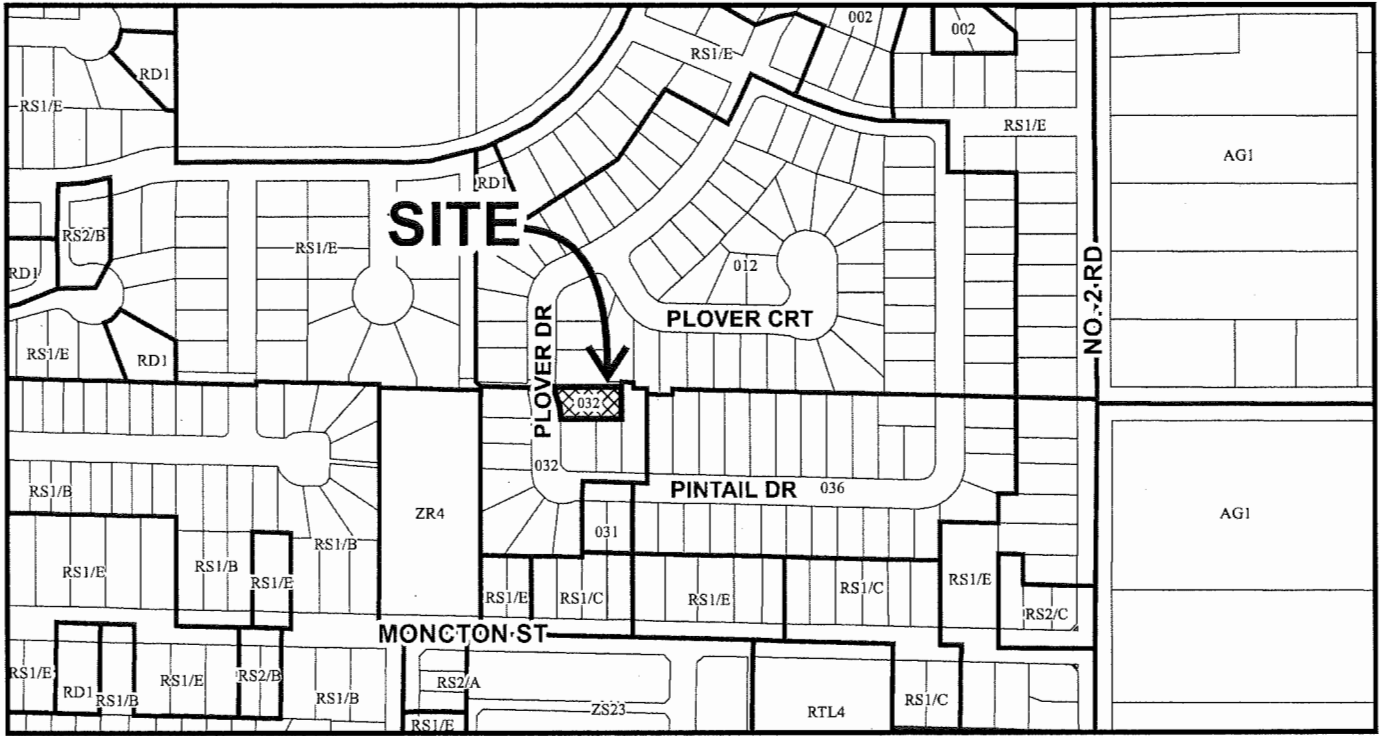 002
002
RS1/E
RD1
RS1/E
RS1/E
AG1
RD1
SITE
RS2/B
RS1/E
012
RD1
PLOVER CRT
PLOVER DR
NO. 2 RD
RS1/E
RD1
032
032
PINTAIL DR
036
RS1/B
ZR4
AG1
031
RS1/B
RS1/E
RS1/B
RS1/E
RS1/E
RS1/C
RS1/E
RS1/C
RS1/E
RS2/C
MONCTON ST
RS1/E
RD1
RS1/B
RS1/E
RS2/B
RS1/B
RS2/A
RS1/E
ZS23
RTL4
RS1/C